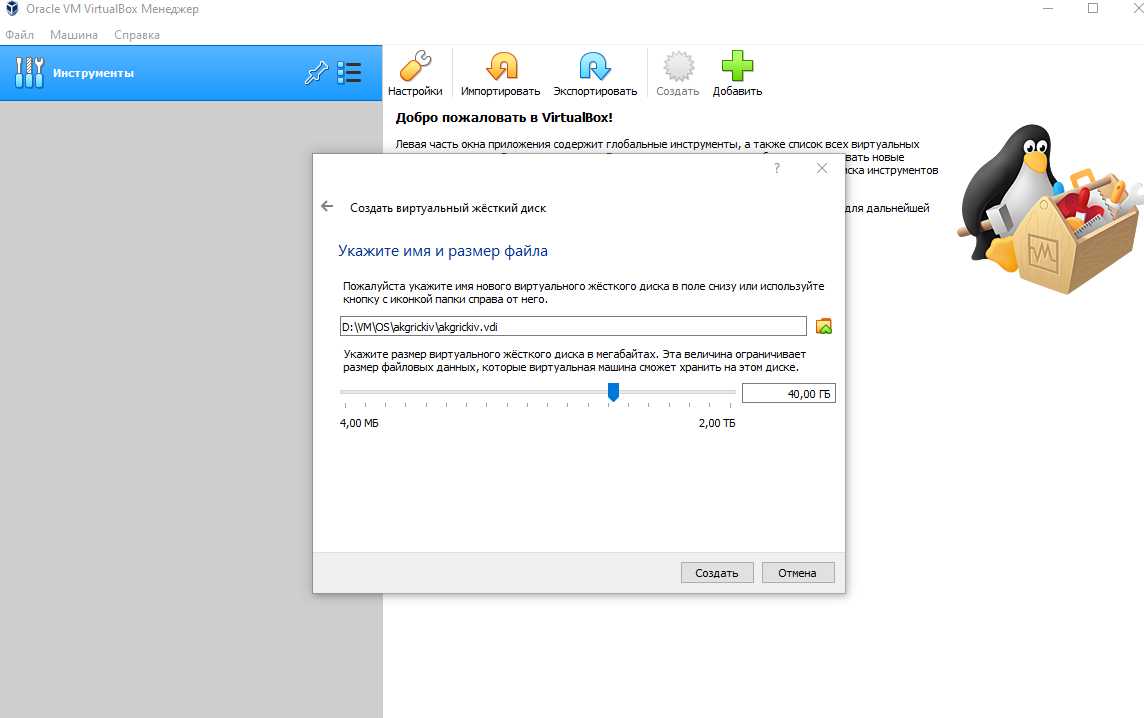 Oracle VM VirtualBox Менеджер
Файл Машина Справка
Инструменты
Настройки Импортировать Экспортировать Создать Добавить
Добро пожаловать в VirtualBox!
Левая часть окна приложения содержит глобальные инструменты, а также список всех виртуальных
вать новые
ска инструментов
для дальнейшей
?
Создать виртуальный жёсткий диск
Укажите имя и размер файла
Пожалуйста укажите имя нового виртуального жёсткого диска в поле снизу или используйте
кнопку с иконкой папки справа от него.
D:\VM\OS\akgrickiv\akgrickiv.vdi
Укажите размер виртуального жёсткого диска в мегабайтах. Эта величина ограничивает
размер файловых данных, которые виртуальная машина сможет хранить на этом диске.
40,00 ГБ
4,00 МБ 2,00 ТБ
Создать Отмена